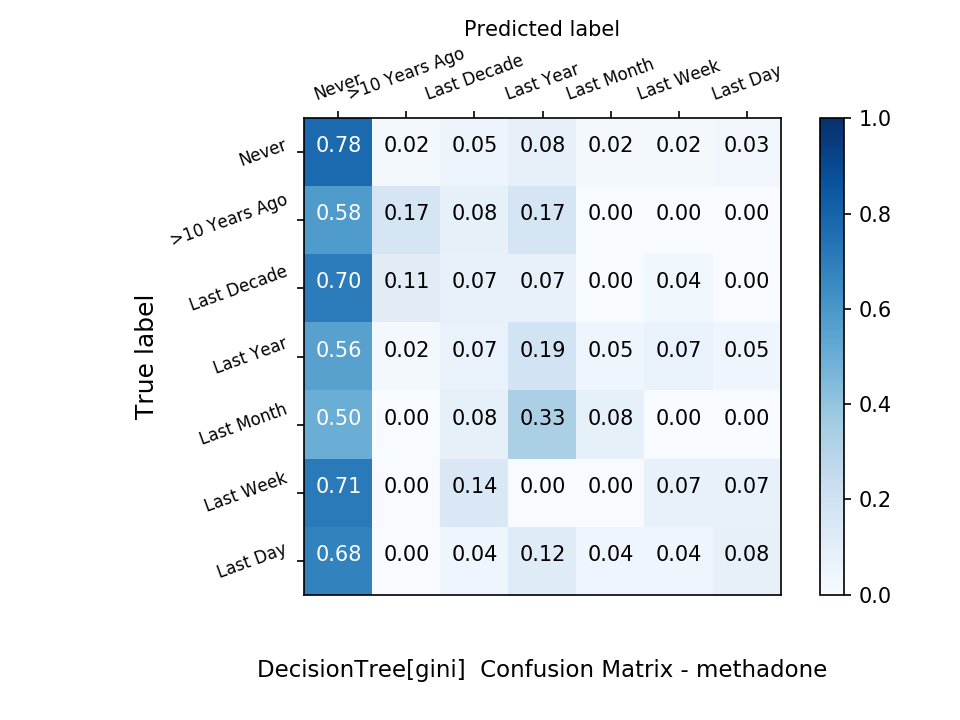 Predicted label
Never >10 Years Ago Last Decade Last Year Last Month Last Week Last Day
Never 0.78 0.02 0.05 0.08 0.02 0.02 0.03
>10 Years Ago 0.58 0.17 0.08 0.17 0.00 0.00 0.00
Last Decade 0.70 0.11 0.07 0.07 0.00 0.04 0.00
Last Year 0.56 0.02 0.07 0.19 0.05 0.07 0.05
Last Month 0.50 0.00 0.08 0.33 0.08 0.00 0.00
Last Week 0.71 0.00 0.14 0.00 0.00 0.07 0.07
Last Day 0.68 0.00 0.04 0.12 0.04 0.04 0.08
True label
1.0
0.8
0.6
0.4
0.2
0.0
DecisionTree[gini]  Confusion Matrix - methadone